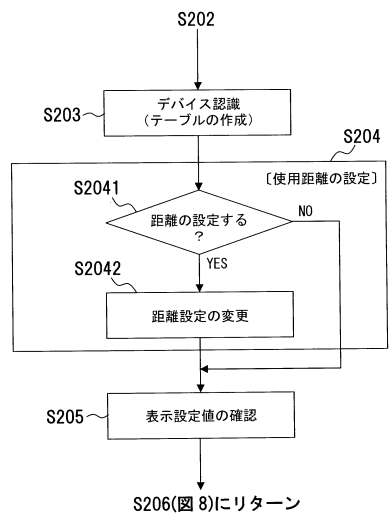 S202
S203
デバイス認識
(テーブルの作成)
S204
〔使用距離の設定〕
S2041
距離の設定する
?
NO
YES
S2042
距離設定の変更
S205
表示設定値の確認
S206(図8)にリターン